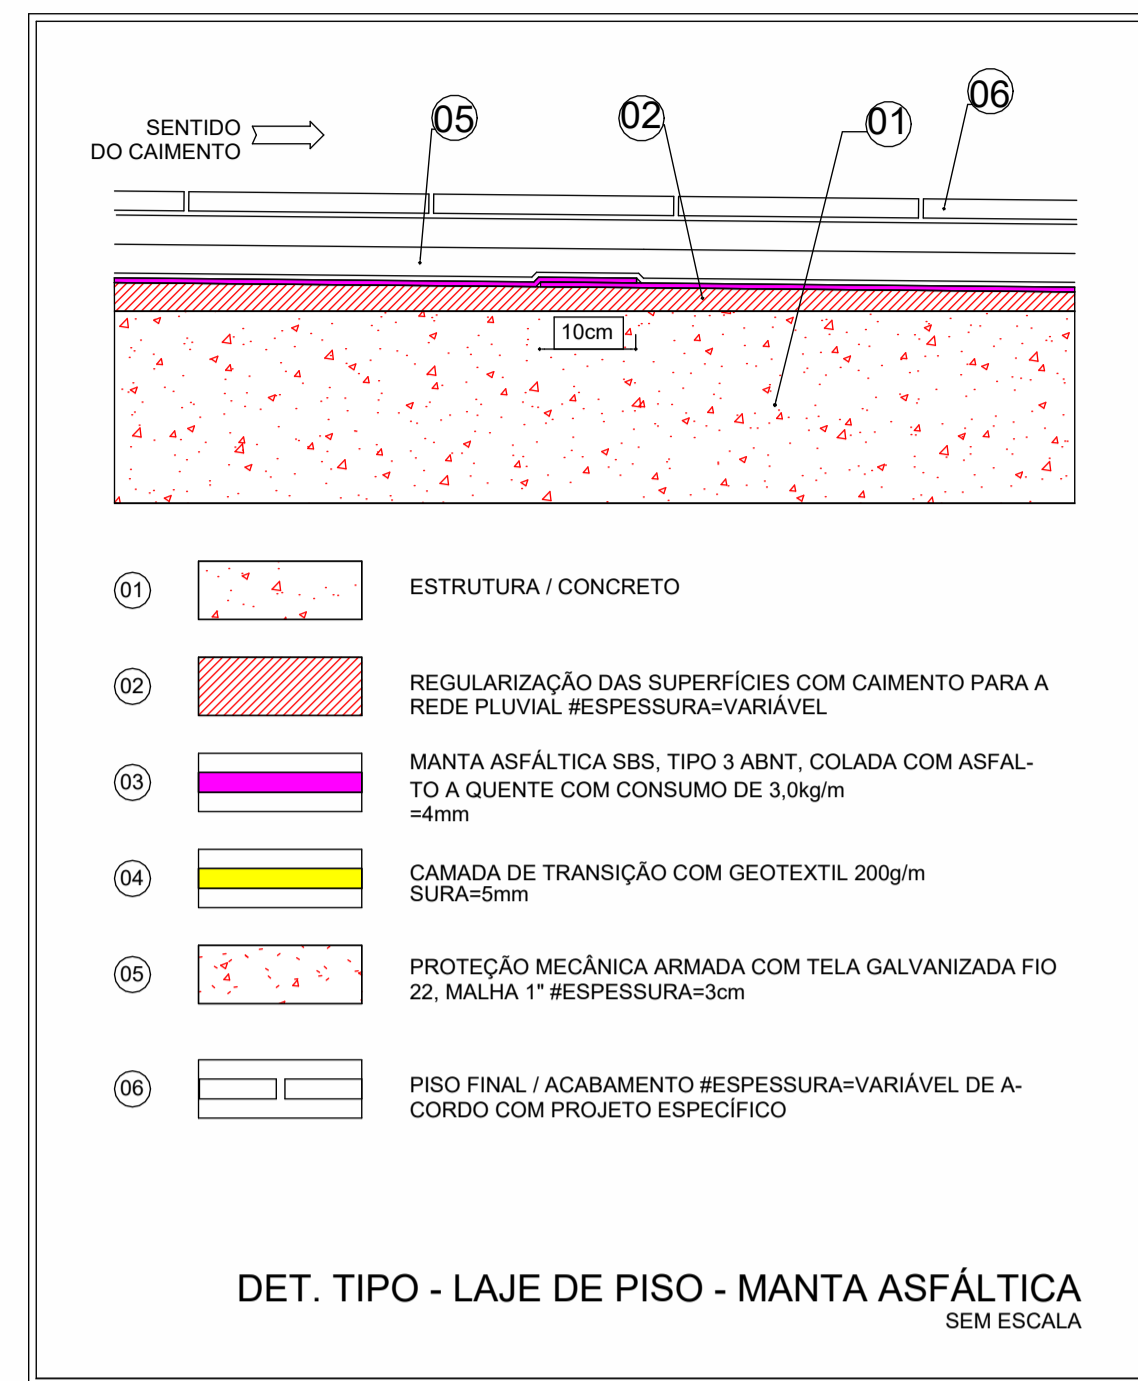 SENTIDO
DO CAIMENTO
05
02
01
06
10cm
01
ESTRUTURA / CONCRETO
02
REGULARIZAÇÃO DAS SUPERFÍCIES COM CAIMENTO PARA A
REDE PLUVIAL #ESPESSURA=VARIÁVEL
03
MANTA ASFÁLTICA SBS, TIPO 3 ABNT, COLADA COM ASFAL-
TO A QUENTE COM CONSUMO DE 3,0kg/m
=4mm
04
CAMADA DE TRANSIÇÃO COM GEOTEXTIL 200g/m
SURA=5mm
05
PROTEÇÃO MECÂNICA ARMADA COM TELA GALVANIZADA FIO
22, MALHA 1" #ESPESSURA=3cm
06
PISO FINAL / ACABAMENTO #ESPESSURA=VARIÁVEL DE A-
CORDO COM PROJETO ESPECÍFICO
DET. TIPO - LAJE DE PISO - MANTA ASFÁLTICA
SEM ESCALA